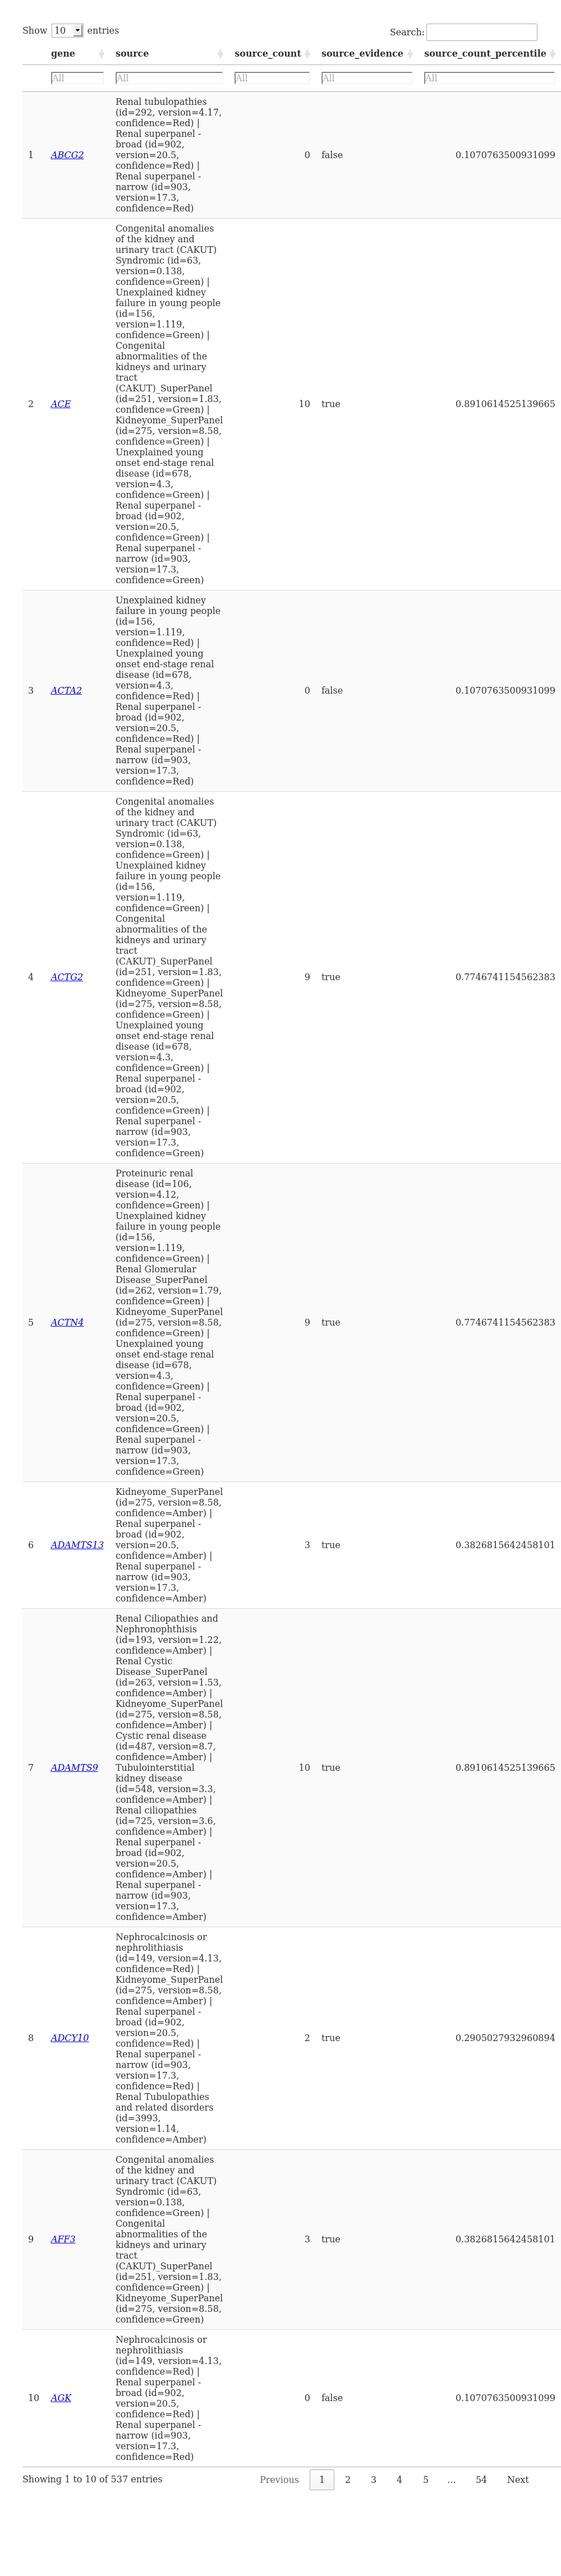 Show 10 entries
Search:
gene source source_count source_evidence source_count_percentile
All All All All All
Renal tubulopathies
(id=292, version=4.17,
confidence=Red) |
Renal superpanel -
broad (id=902,
1 ABCG2 version=20.5, 0 false 0.1070763500931099
confidence=Red) |
Renal superpanel -
narrow (id=903,
version=17.3,
confidence=Red)
Congenital anomalies
of the kidney and
urinary tract (CAKUT)
Syndromic (id=63,
version=0.138,
confidence=Green) |
Unexplained kidney
failure in young people
(id=156,
version=1.119,
confidence=Green) |
Congenital
abnormalities of the
kidneys and urinary
tract
(CAKUT)_SuperPanel
2 ACE (id=251, version=1.83, 10 true 0.8910614525139665
confidence=Green) |
Kidneyome_SuperPanel
(id=275, version=8.58,
confidence=Green) |
Unexplained young
onset end-stage renal
disease (id=678,
version=4.3,
confidence=Green) |
Renal superpanel -
broad (id=902,
version=20.5,
confidence=Green) |
Renal superpanel -
narrow (id=903,
version=17.3,
confidence=Green)
Unexplained kidney
failure in young people
(id=156,
version=1.119,
confidence=Red) |
Unexplained young
onset end-stage renal
disease (id=678,
3 ACTA2 version=4.3, 0 false 0.1070763500931099
confidence=Red) |
Renal superpanel -
broad (id=902,
version=20.5,
confidence=Red) |
Renal superpanel -
narrow (id=903,
version=17.3,
confidence=Red)
Congenital anomalies
of the kidney and
urinary tract (CAKUT)
Syndromic (id=63,
version=0.138,
confidence=Green) |
Unexplained kidney
failure in young people
(id=156,
version=1.119,
confidence=Green) |
Congenital
abnormalities of the
kidneys and urinary
tract
(CAKUT)_SuperPanel
4 ACTG2 (id=251, version=1.83, 9 true 0.7746741154562383
confidence=Green) |
Kidneyome_SuperPanel
(id=275, version=8.58,
confidence=Green) |
Unexplained young
onset end-stage renal
disease (id=678,
version=4.3,
confidence=Green) |
Renal superpanel -
broad (id=902,
version=20.5,
confidence=Green) |
Renal superpanel -
narrow (id=903,
version=17.3,
confidence=Green)
Proteinuric renal
disease (id=106,
version=4.12,
confidence=Green) |
Unexplained kidney
failure in young people
(id=156,
version=1.119,
confidence=Green) |
Renal Glomerular
Disease_SuperPanel
(id=262, version=1.79,
confidence=Green) |
Kidneyome_SuperPanel
5 ACTN4 (id=275, version=8.58, 9 true 0.7746741154562383
confidence=Green) |
Unexplained young
onset end-stage renal
disease (id=678,
version=4.3,
confidence=Green) |
Renal superpanel -
broad (id=902,
version=20.5,
confidence=Green) |
Renal superpanel -
narrow (id=903,
version=17.3,
confidence=Green)
Kidneyome_SuperPanel
(id=275, version=8.58,
confidence=Amber) |
Renal superpanel -
broad (id=902,
6 ADAMTS13 version=20.5, 3 true 0.3826815642458101
confidence=Amber) |
Renal superpanel -
narrow (id=903,
version=17.3,
confidence=Amber)
Renal Ciliopathies and
Nephronophthisis
(id=193, version=1.22,
confidence=Amber) |
Renal Cystic
Disease_SuperPanel
(id=263, version=1.53,
confidence=Amber) |
Kidneyome_SuperPanel
(id=275, version=8.58,
confidence=Amber) |
Cystic renal disease
(id=487, version=8.7,
confidence=Amber) |
7 ADAMTS9 Tubulointerstitial 10 true 0.8910614525139665
kidney disease
(id=548, version=3.3,
confidence=Amber) |
Renal ciliopathies
(id=725, version=3.6,
confidence=Amber) |
Renal superpanel -
broad (id=902,
version=20.5,
confidence=Amber) |
Renal superpanel -
narrow (id=903,
version=17.3,
confidence=Amber)
Nephrocalcinosis or
nephrolithiasis
(id=149, version=4.13,
confidence=Red) |
Kidneyome_SuperPanel
(id=275, version=8.58,
confidence=Amber) |
Renal superpanel -
broad (id=902,
version=20.5,
8 ADCY10 confidence=Red) | 2 true 0.2905027932960894
Renal superpanel -
narrow (id=903,
version=17.3,
confidence=Red) |
Renal Tubulopathies
and related disorders
(id=3993,
version=1.14,
confidence=Amber)
Congenital anomalies
of the kidney and
urinary tract (CAKUT)
Syndromic (id=63,
version=0.138,
confidence=Green) |
Congenital
abnormalities of the
9 AFF3 kidneys and urinary 3 true 0.3826815642458101
tract
(CAKUT)_SuperPanel
(id=251, version=1.83,
confidence=Green) |
Kidneyome_SuperPanel
(id=275, version=8.58,
confidence=Green)
Nephrocalcinosis or
nephrolithiasis
(id=149, version=4.13,
confidence=Red) |
Renal superpanel -
broad (id=902,
10 AGK version=20.5, 0 false 0.1070763500931099
confidence=Red) |
Renal superpanel -
narrow (id=903,
version=17.3,
confidence=Red)
Showing 1 to 10 of 537 entries
Previous 1 2 3 4 5 … 54 Next